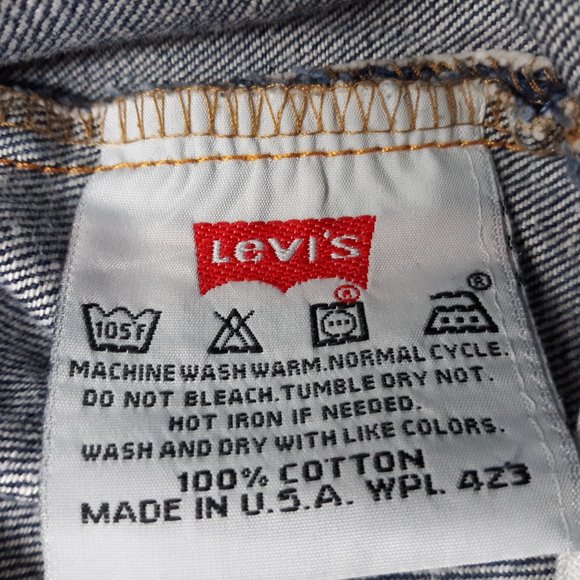 LEVI'S
®
®
105°F
MACHINE WASH WARM. NORMAL CYCLE.
DO NOT BLEACH. TUMBLE DRY NOT.
HOT IRON IF NEEDED.
WASH AND DRY WITH LIKE COLORS.
100% COTTON
MADE IN U.S.A. WPL 423